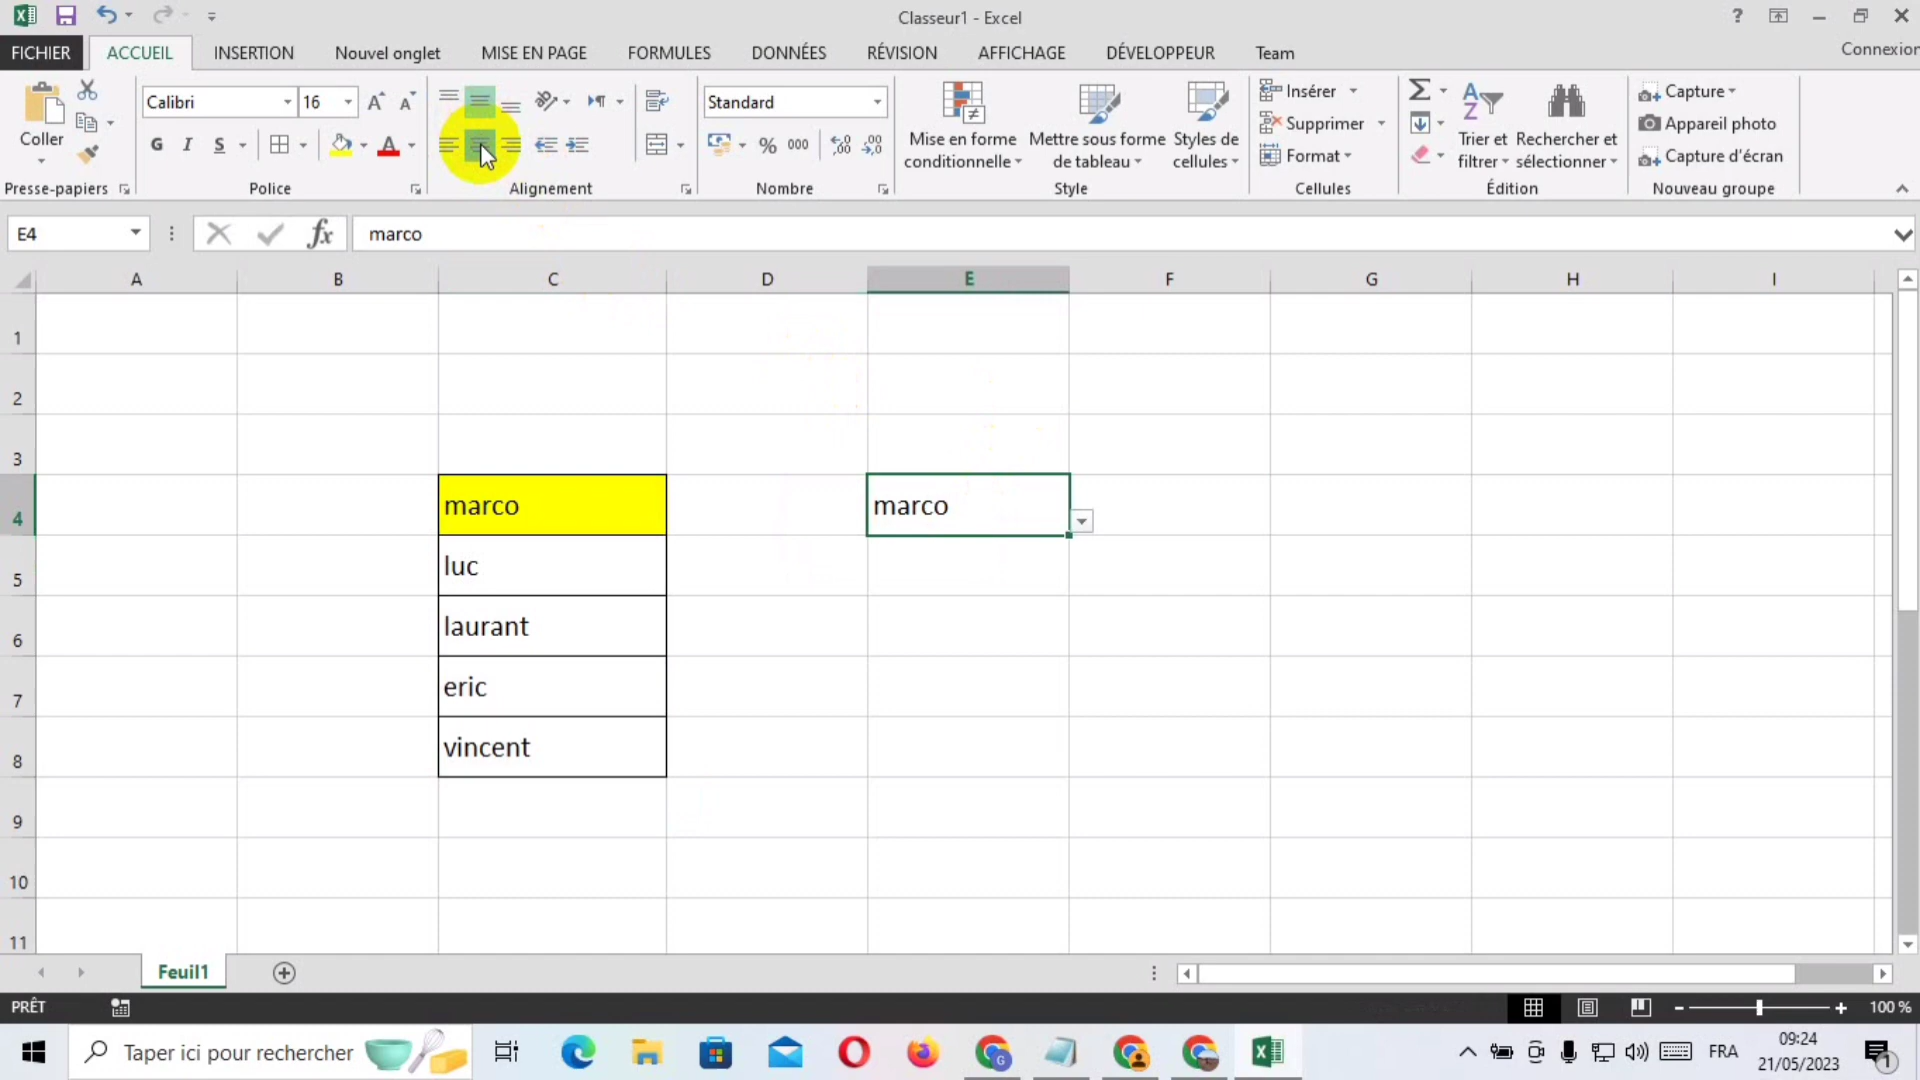 Classeur1 - Excel
?
FICHIER ACCUEIL INSERTION Nouvel onglet MISE EN PAGE FORMULES DONNÉES RÉVISION AFFICHAGE DÉVELOPPEUR Team Connexion
Coller
Presse-papiers
Calibri 16
G I S
Police
Alignement
Standard
% 000
Nombre
Mise en forme conditionnelle
Mettre sous forme de tableau
Styles de cellules
Style
Insérer
Supprimer
Format
Cellules
Trier et filtrer
Rechercher et sélectionner
Édition
Capture
Appareil photo
Capture d'écran
Nouveau groupe
E4 fx marco
A B C D E F G H I
1
2
3
4 marco marco
5 luc
6 laurant
7 eric
8 vincent
9
10
11
Feuil1
PRÊT 100 %
Taper ici pour rechercher
FRA
09:24
21/05/2023
1